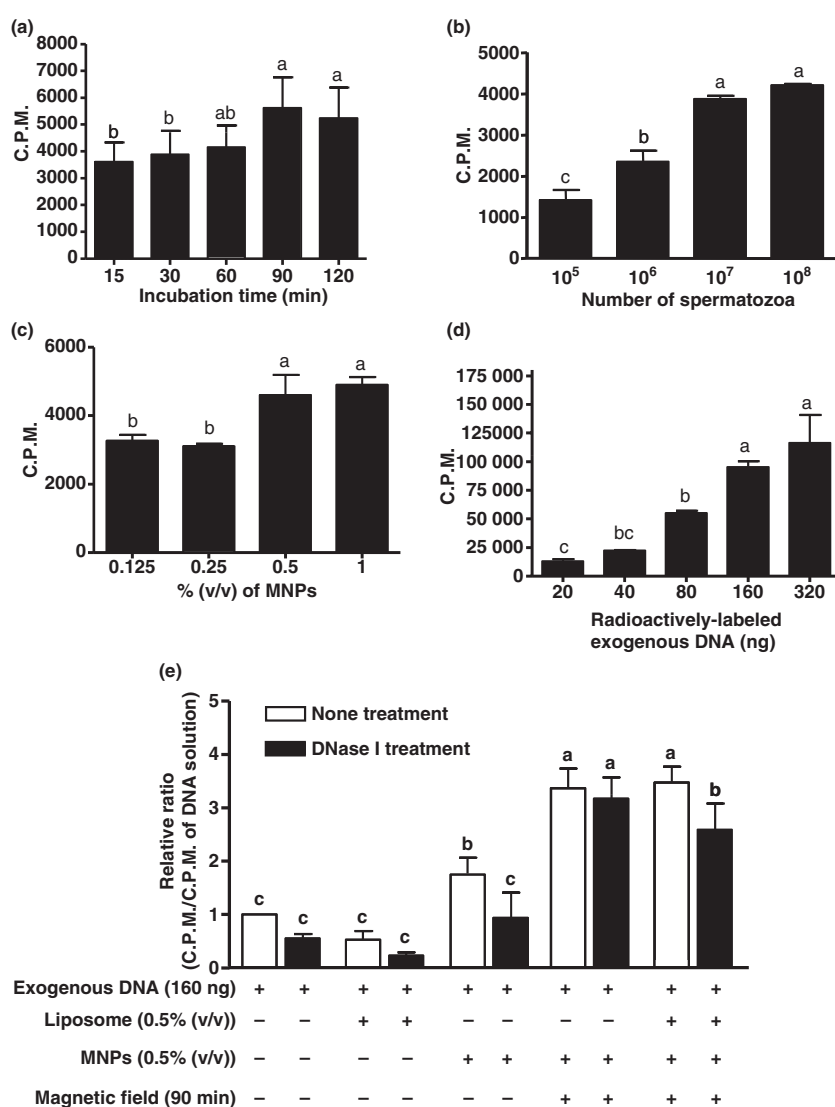 (a)
8000
7000
6000
5000
4000
3000
2000
1000
0
C.P.M.
b
b
ab
a
a
15 30 60 90 120
Incubation time (min)
(b)
5000
4000
3000
2000
1000
0
C.P.M.
c
b
a
a
10⁵ 10⁶ 10⁷ 10⁸
Number of spermatozoa
(c)
6000
4000
2000
0
C.P.M.
b
b
a
a
0.125 0.25 0.5 1
% (v/v) of MNPs
(d)
175 000
150 000
125 000
100 000
75 000
50 000
25 000
0
C.P.M.
c
bc
b
a
a
20 40 80 160 320
Radioactively-labeled
exogenous DNA (ng)
(e)
5
4
3
2
1
0
Relative ratio
(C.P.M./C.P.M. of DNA solution)
None treatment
DNase I treatment
c c c c b c a a a b
Exogenous DNA (160 ng) + + + + + + + + + +
Liposome (0.5% (v/v)) – – + + – – – – + +
MNPs (0.5% (v/v)) – – – – + + + + + +
Magnetic field (90 min) – – – – – – + + + +